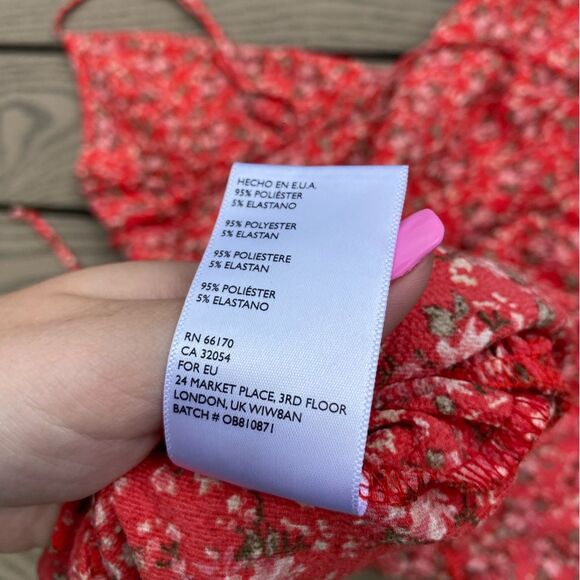 HECHO EN E.U.A.
95% POLIÉSTER
5% ELASTANO
95% POLYESTER
5% ELASTAN
95% POLIESTERE
5% ELASTAN
95% POLIÉSTER
5% ELASTANO
RN 66170
CA 32054
FOR EU
24 MARKET PLACE, 3RD FLOOR
LONDON, UK WIW8AN
BATCH # OB810871